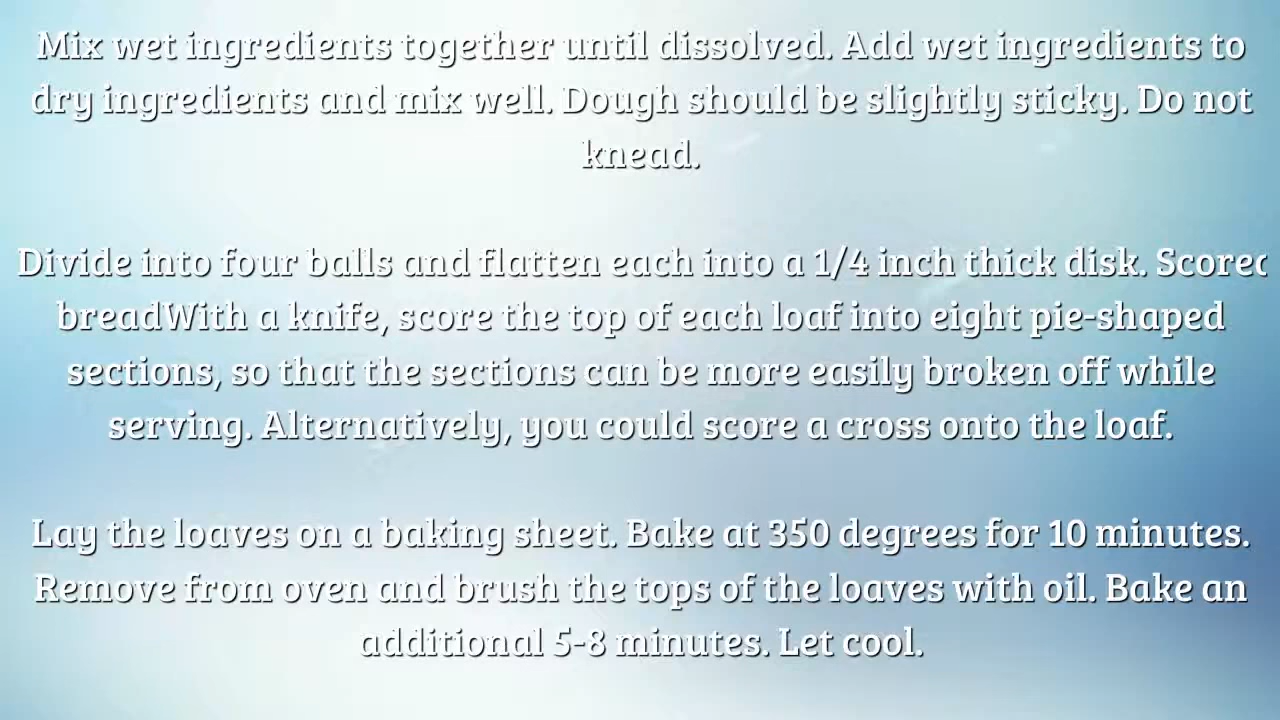 Mix wet ingredients together until dissolved. Add wet ingredients to
dry ingredients and mix well. Dough should be slightly sticky. Do not
knead.
Divide into four balls and flatten each into a 1/4 inch thick disk. Scored
breadWith a knife, score the top of each loaf into eight pie-shaped
sections, so that the sections can be more easily broken off while
serving. Alternatively, you could score a cross onto the loaf.
Lay the loaves on a baking sheet. Bake at 350 degrees for 10 minutes.
Remove from oven and brush the tops of the loaves with oil. Bake an
additional 5-8 minutes. Let cool.